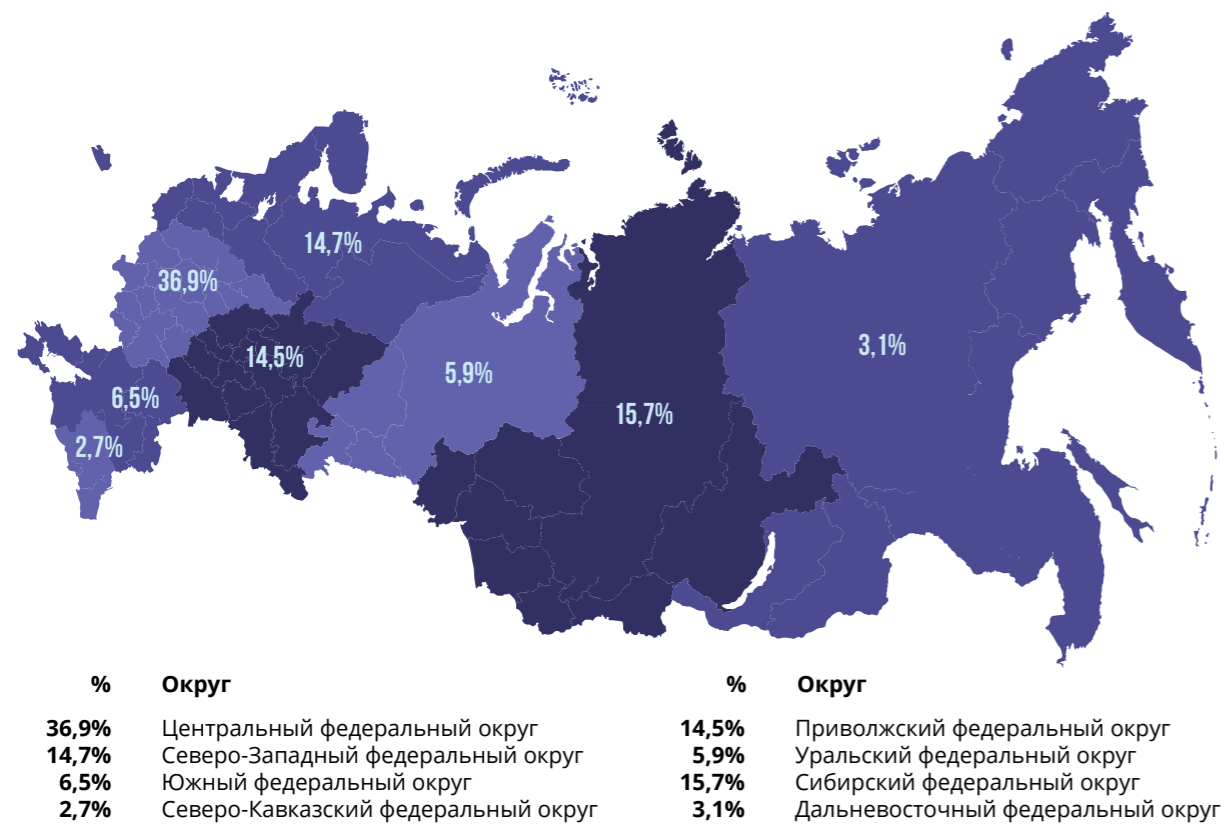 14,7%
36,9%
14,5%
3,1%
5,9%
6,5%
15,7%
2,7%
% Округ
36,9% Центральный федеральный округ
14,7% Северо-Западный федеральный округ
6,5% Южный федеральный округ
2,7% Северо-Кавказский федеральный округ
% Округ
14,5% Приволжский федеральный округ
5,9% Уральский федеральный округ
15,7% Сибирский федеральный округ
3,1% Дальневосточный федеральный округ